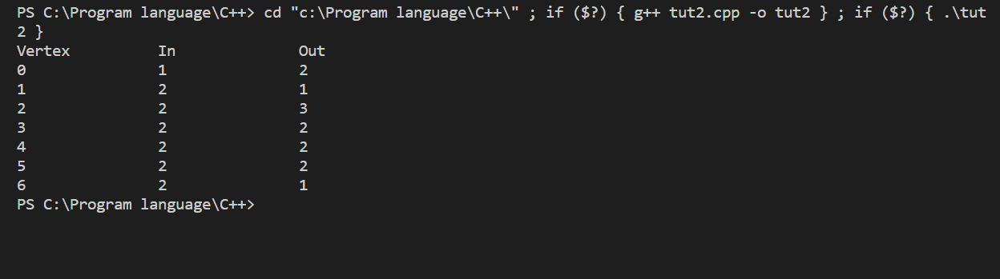 PS C:\Program language\C++> cd "c:\Program language\C++\" ; if ($?) { g++ tut2.cpp -o tut2 } ; if ($?) { .\tut
2 }
Vertex          In              Out
0               1               2
1               2               1
2               2               3
3               2               2
4               2               2
5               2               2
6               2               1
PS C:\Program language\C++>